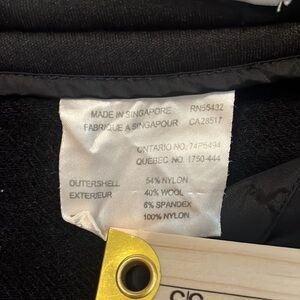 MADE IN SINGAPORE RN55432
FABRIQUE A SINGAPOUR CA28517
ONTARIO NO. 74P5494
QUEBEC NO. 1750-444
OUTERSHELL 54% NYLON
EXTERIEUR 40% WOOL
6% SPANDEX
100% NYLON